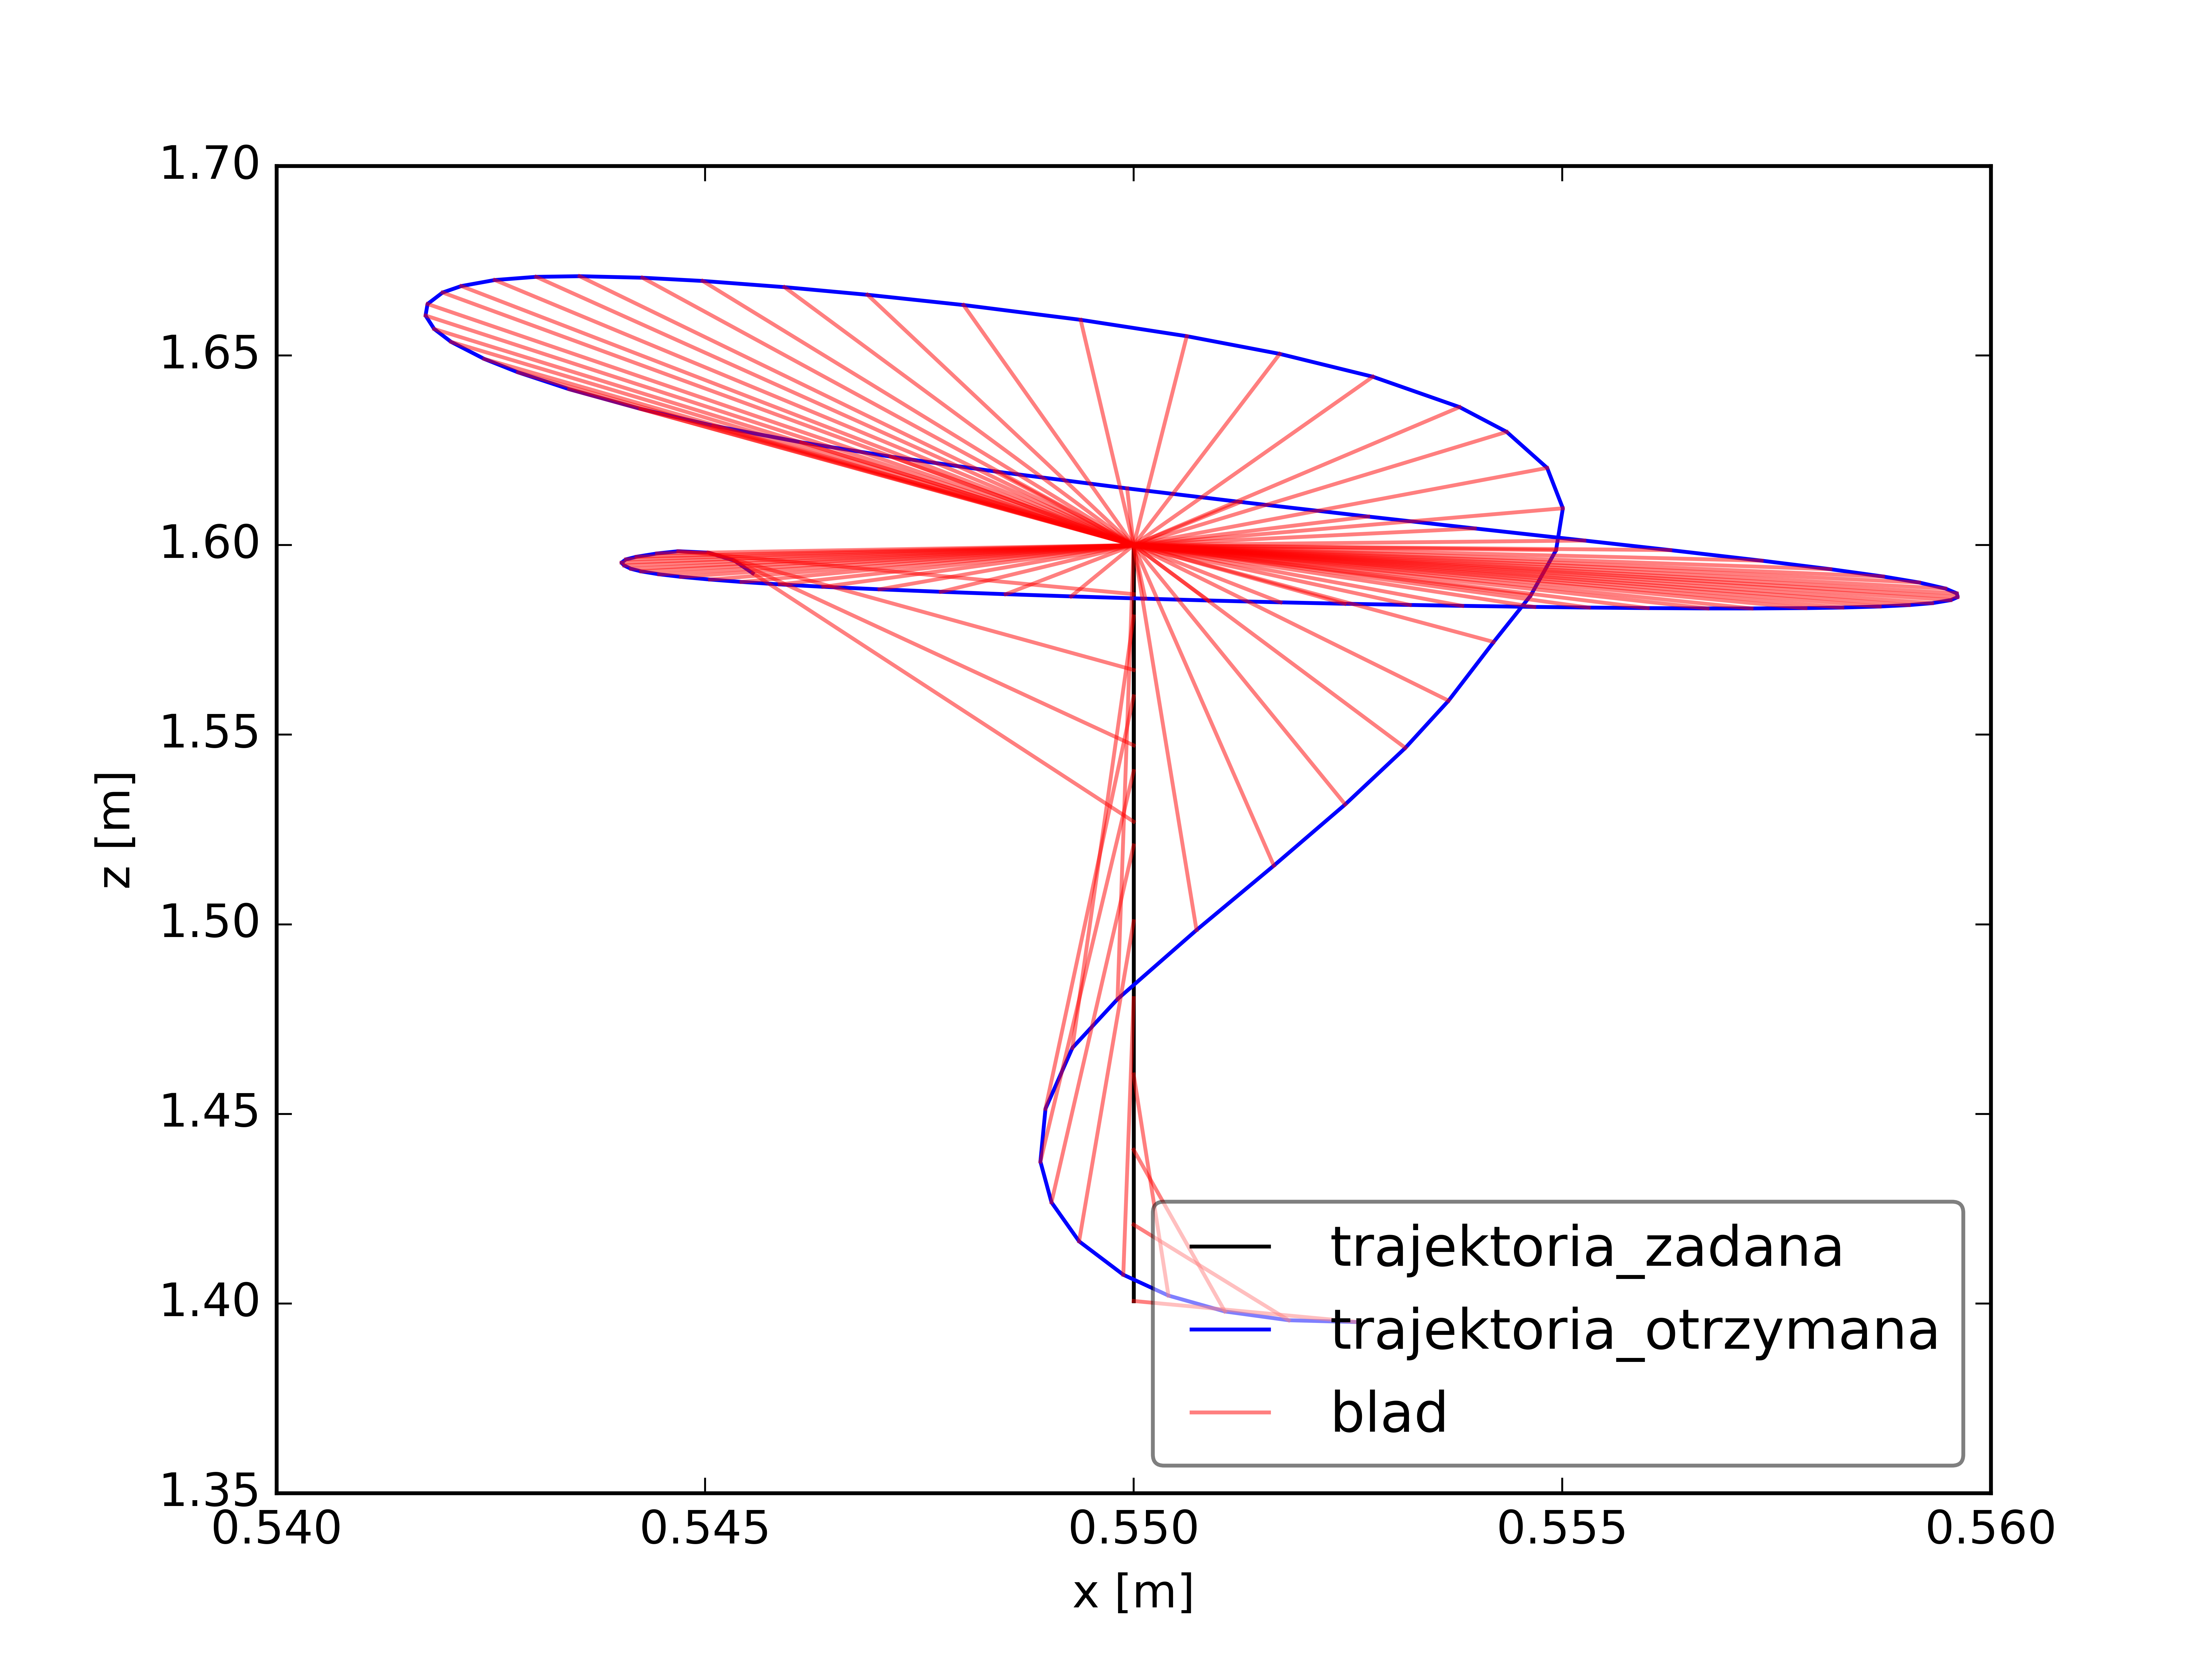 1.70
1.65
1.60
1.55
1.50
1.45
1.40
1.35
z [m]
0.540 0.545 0.550 0.555 0.560
x [m]
trajektoria_zadana
trajektoria_otrzymana
blad